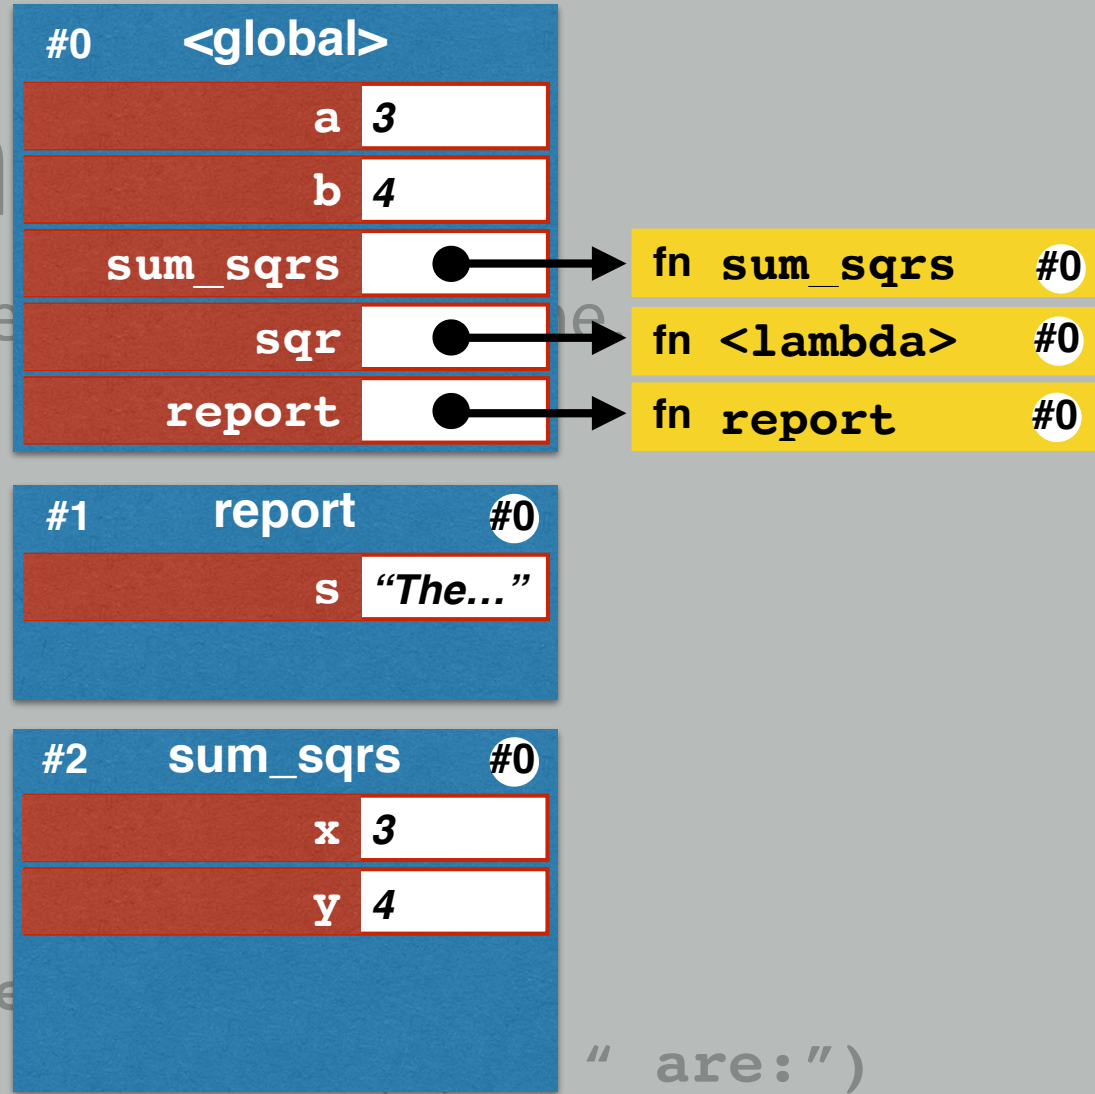 #0 <global>
a 3
b 4
sum_sqrs fn sum_sqrs #0
sqr fn <lambda> #0
report fn report #0
#1 report #0
s “The…”
#2 sum_sqrs #0
x 3
y 4
“ are:”)